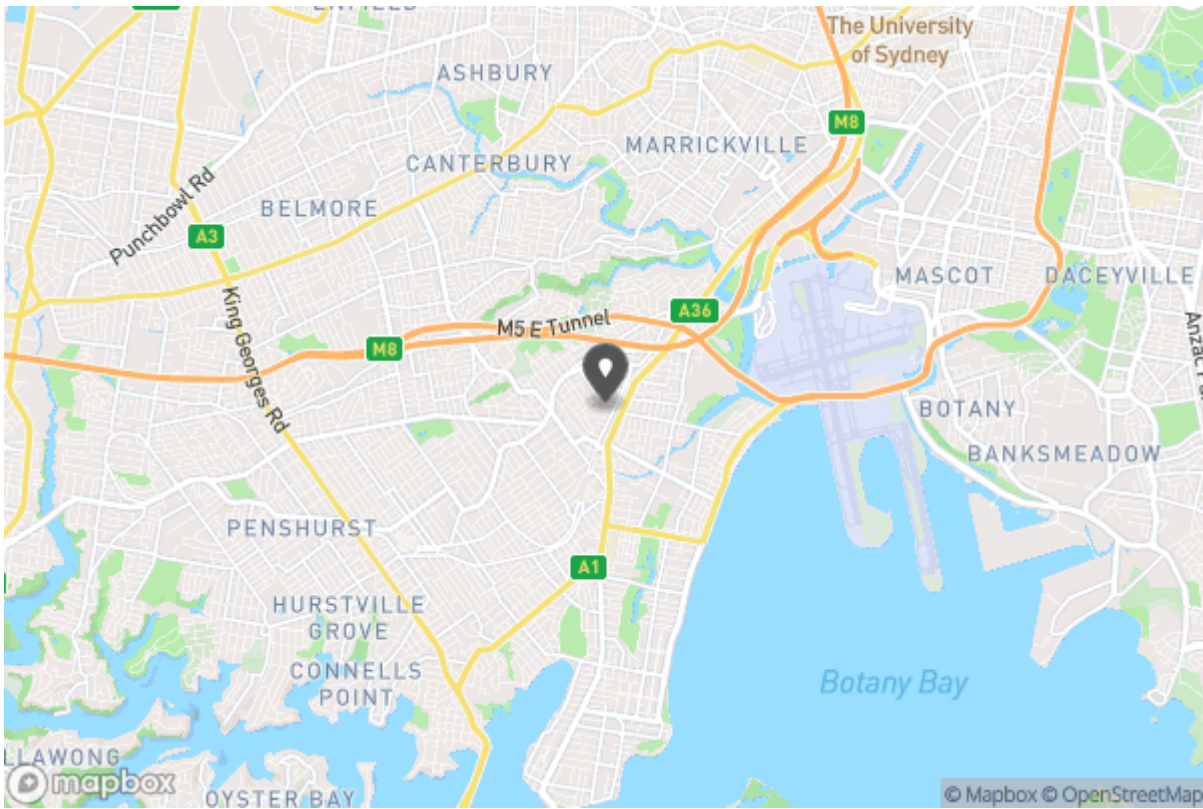 The University
of Sydney
ASHBURY
M8
MARRICKVILLE
CANTERBURY
Punchbowl Rd
BELMORE
A3
MASCOT
DACEYVILLE
King Georges Rd
A36
M5 E Tunnel
M8
BOTANY
BANKSMEADOW
PENSHURST
A1
HURSTVILLE
GROVE
CONNELLS
POINT
Botany Bay
LLAWONG
mapbox
OYSTER BAY
© Mapbox © OpenStreetMap